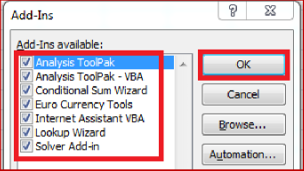 Add-Ins
Add-Ins available:
Analysis ToolPak
Analysis ToolPak - VBA
Conditional Sum Wizard
Euro Currency Tools
Internet Assistant VBA
Lookup Wizard
Solver Add-in
OK
Cancel
Browse...
Automation...